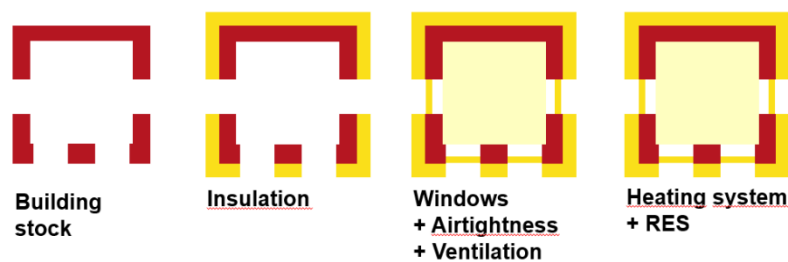 Building
stock
Insulation
Windows
+ Airtightness
+ Ventilation
Heating system
+ RES